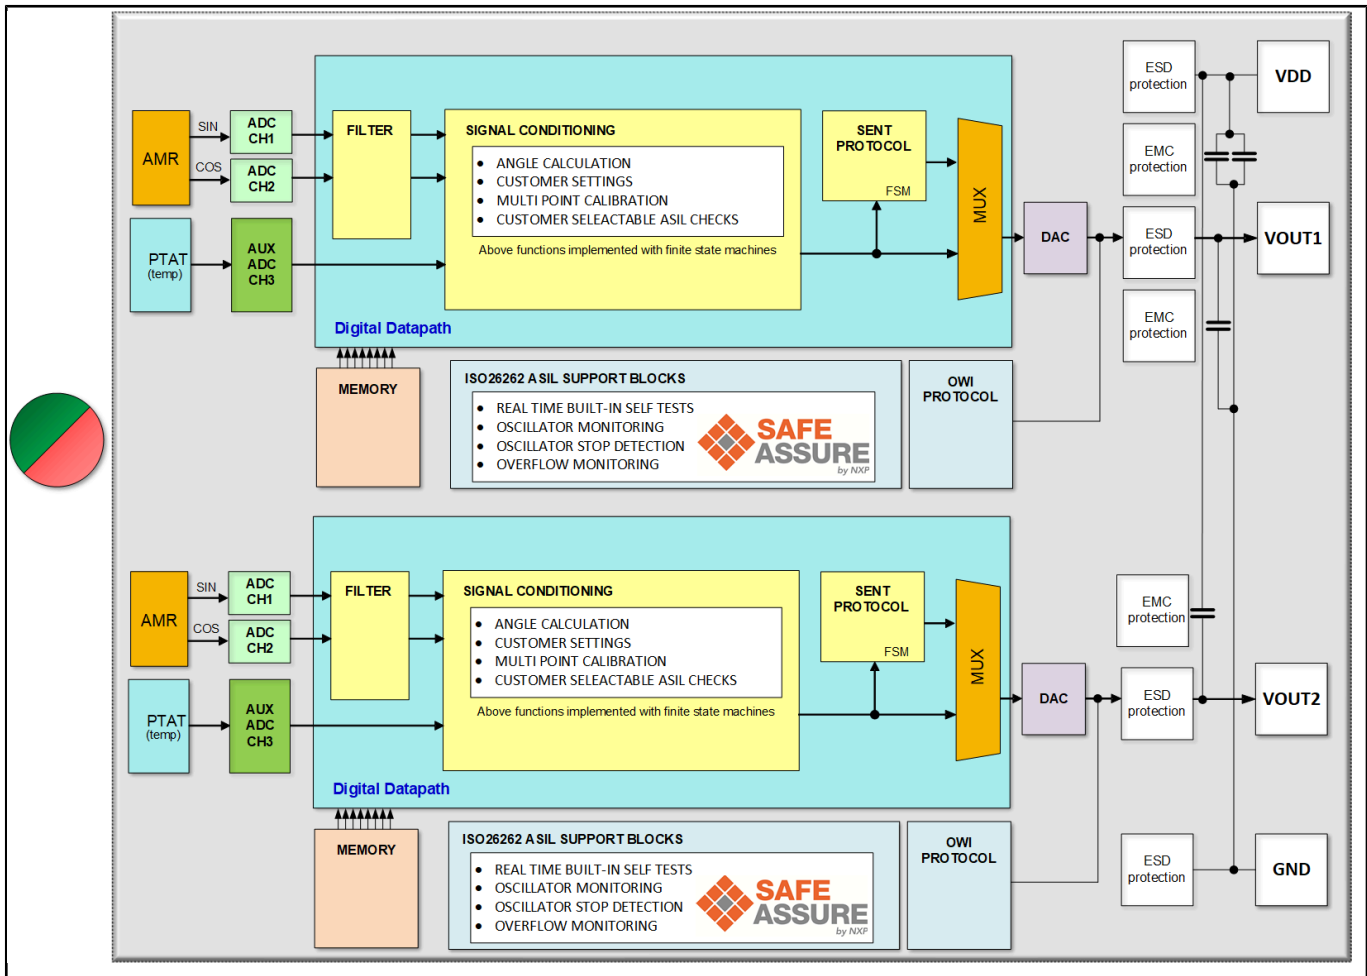 ESD
protection
VDD
AMR
SIN
COS
ADC
CH1
ADC
CH2
FILTER
SIGNAL CONDITIONING
• ANGLE CALCULATION
• CUSTOMER SETTINGS
• MULTI POINT CALIBRATION
• CUSTOMER SELEACTABLE ASIL CHECKS
Above functions implemented with finite state machines
SENT
PROTOCOL
FSM
MUX
EMC
protection
PTAT
(temp)
AUX
ADC
CH3
DAC
ESD
protection
VOUT1
EMC
protection
Digital Datapath
MEMORY
ISO26262 ASIL SUPPORT BLOCKS
• REAL TIME BUILT-IN SELF TESTS
• OSCILLATOR MONITORING
• OSCILLATOR STOP DETECTION
• OVERFLOW MONITORING
SAFE
ASSURE
by NXP
OWI
PROTOCOL
AMR
SIN
COS
ADC
CH1
ADC
CH2
FILTER
SIGNAL CONDITIONING
• ANGLE CALCULATION
• CUSTOMER SETTINGS
• MULTI POINT CALIBRATION
• CUSTOMER SELEACTABLE ASIL CHECKS
Above functions implemented with finite state machines
SENT
PROTOCOL
FSM
MUX
EMC
protection
PTAT
(temp)
AUX
ADC
CH3
DAC
ESD
protection
VOUT2
Digital Datapath
MEMORY
ISO26262 ASIL SUPPORT BLOCKS
• REAL TIME BUILT-IN SELF TESTS
• OSCILLATOR MONITORING
• OSCILLATOR STOP DETECTION
• OVERFLOW MONITORING
SAFE
ASSURE
by NXP
OWI
PROTOCOL
ESD
protection
GND